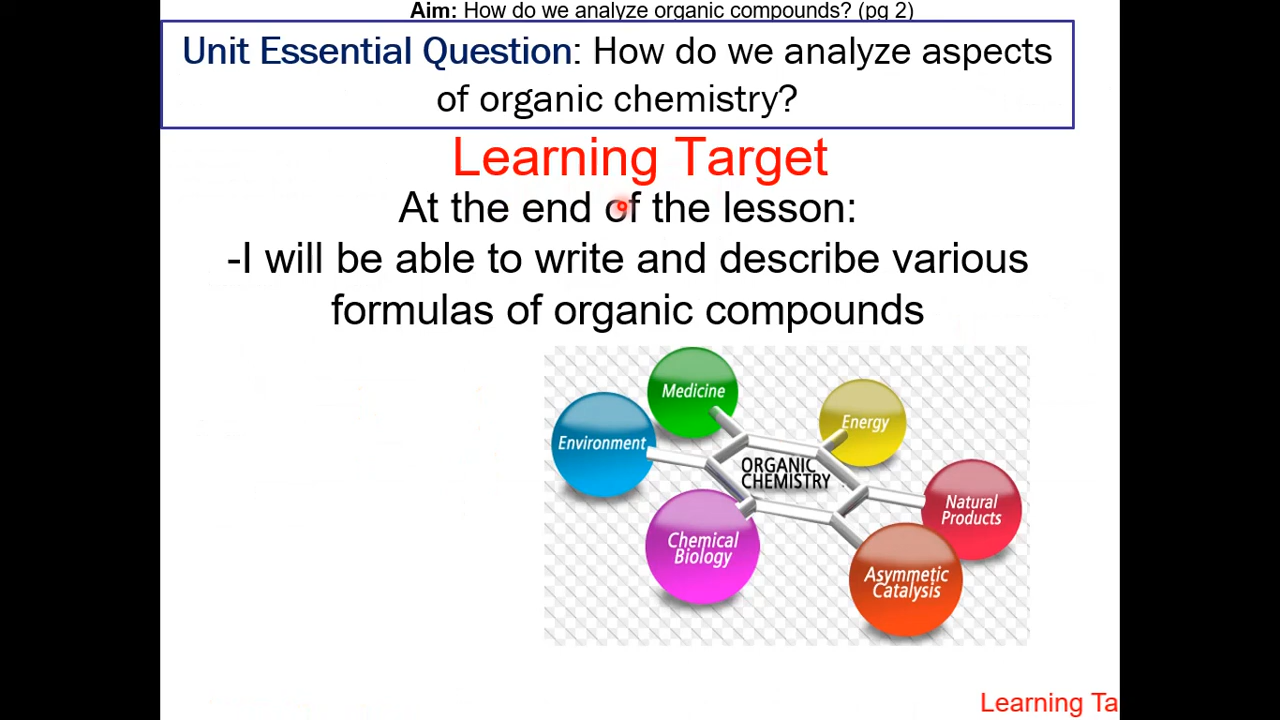 Aim: How do we analyze organic compounds? (pg 2)
Unit Essential Question: How do we analyze aspects
of organic chemistry?
Learning Target
At the end of the lesson:
-I will be able to write and describe various
formulas of organic compounds
Medicine
Energy
Environment
ORGANIC
CHEMISTRY
Natural
Products
Chemical
Biology
Asymmetic
Catalysis
Learning Ta